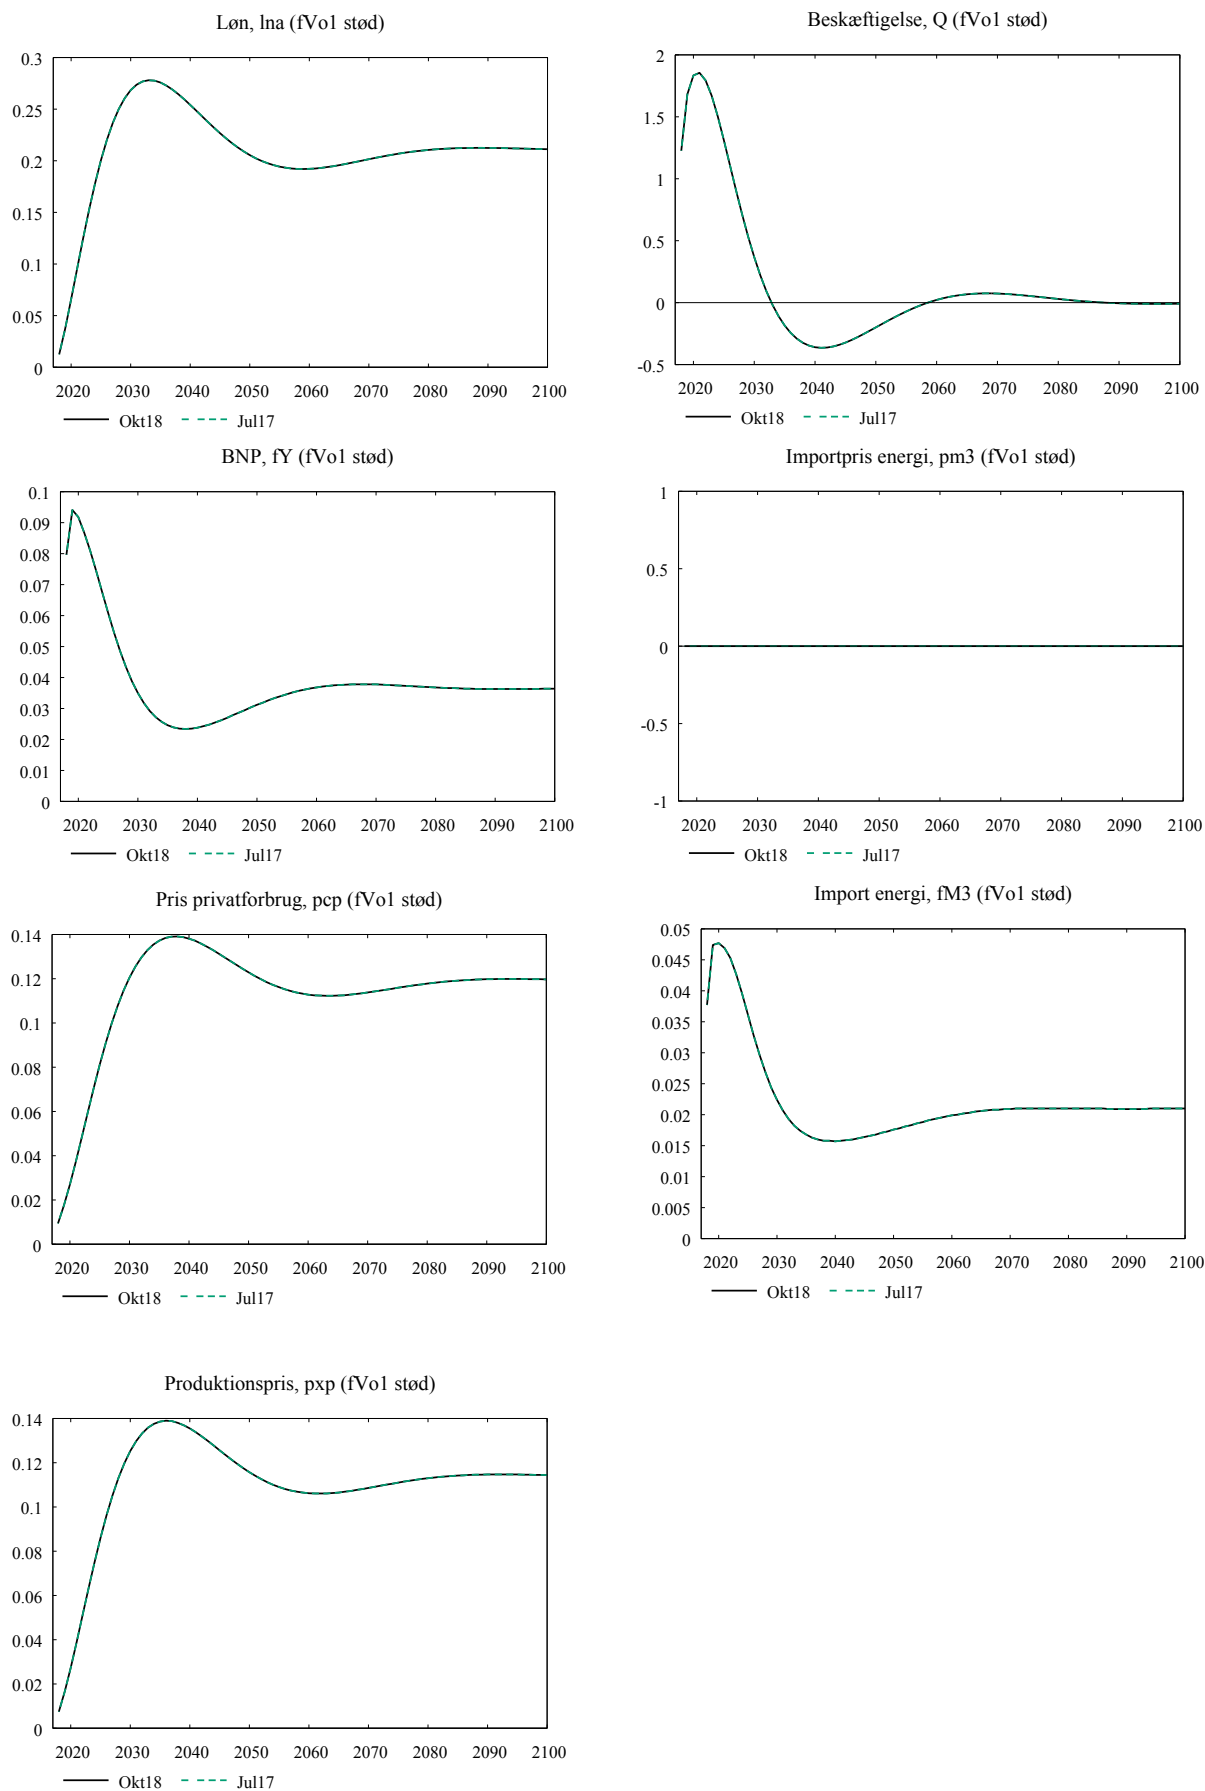 Løn, lna (fVo1 stød)
0.3
0.25
0.2
0.15
0.1
0.05
0
2020 2030 2040 2050 2060 2070 2080 2090 2100
Okt18 Jul17
Beskæftigelse, Q (fVo1 stød)
2
1.5
1
0.5
0
-0.5
2020 2030 2040 2050 2060 2070 2080 2090 2100
Okt18 Jul17
BNP, fY (fVo1 stød)
0.1
0.09
0.08
0.07
0.06
0.05
0.04
0.03
0.02
0.01
0
2020 2030 2040 2050 2060 2070 2080 2090 2100
Okt18 Jul17
Importpris energi, pm3 (fVo1 stød)
1
0.5
0
-0.5
-1
2020 2030 2040 2050 2060 2070 2080 2090 2100
Okt18 Jul17
Pris privatforbrug, pcp (fVo1 stød)
0.14
0.12
0.1
0.08
0.06
0.04
0.02
0
2020 2030 2040 2050 2060 2070 2080 2090 2100
Okt18 Jul17
Import energi, fM3 (fVo1 stød)
0.05
0.045
0.04
0.035
0.03
0.025
0.02
0.015
0.01
0.005
0
2020 2030 2040 2050 2060 2070 2080 2090 2100
Okt18 Jul17
Produktionspris, pxp (fVo1 stød)
0.14
0.12
0.1
0.08
0.06
0.04
0.02
0
2020 2030 2040 2050 2060 2070 2080 2090 2100
Okt18 Jul17